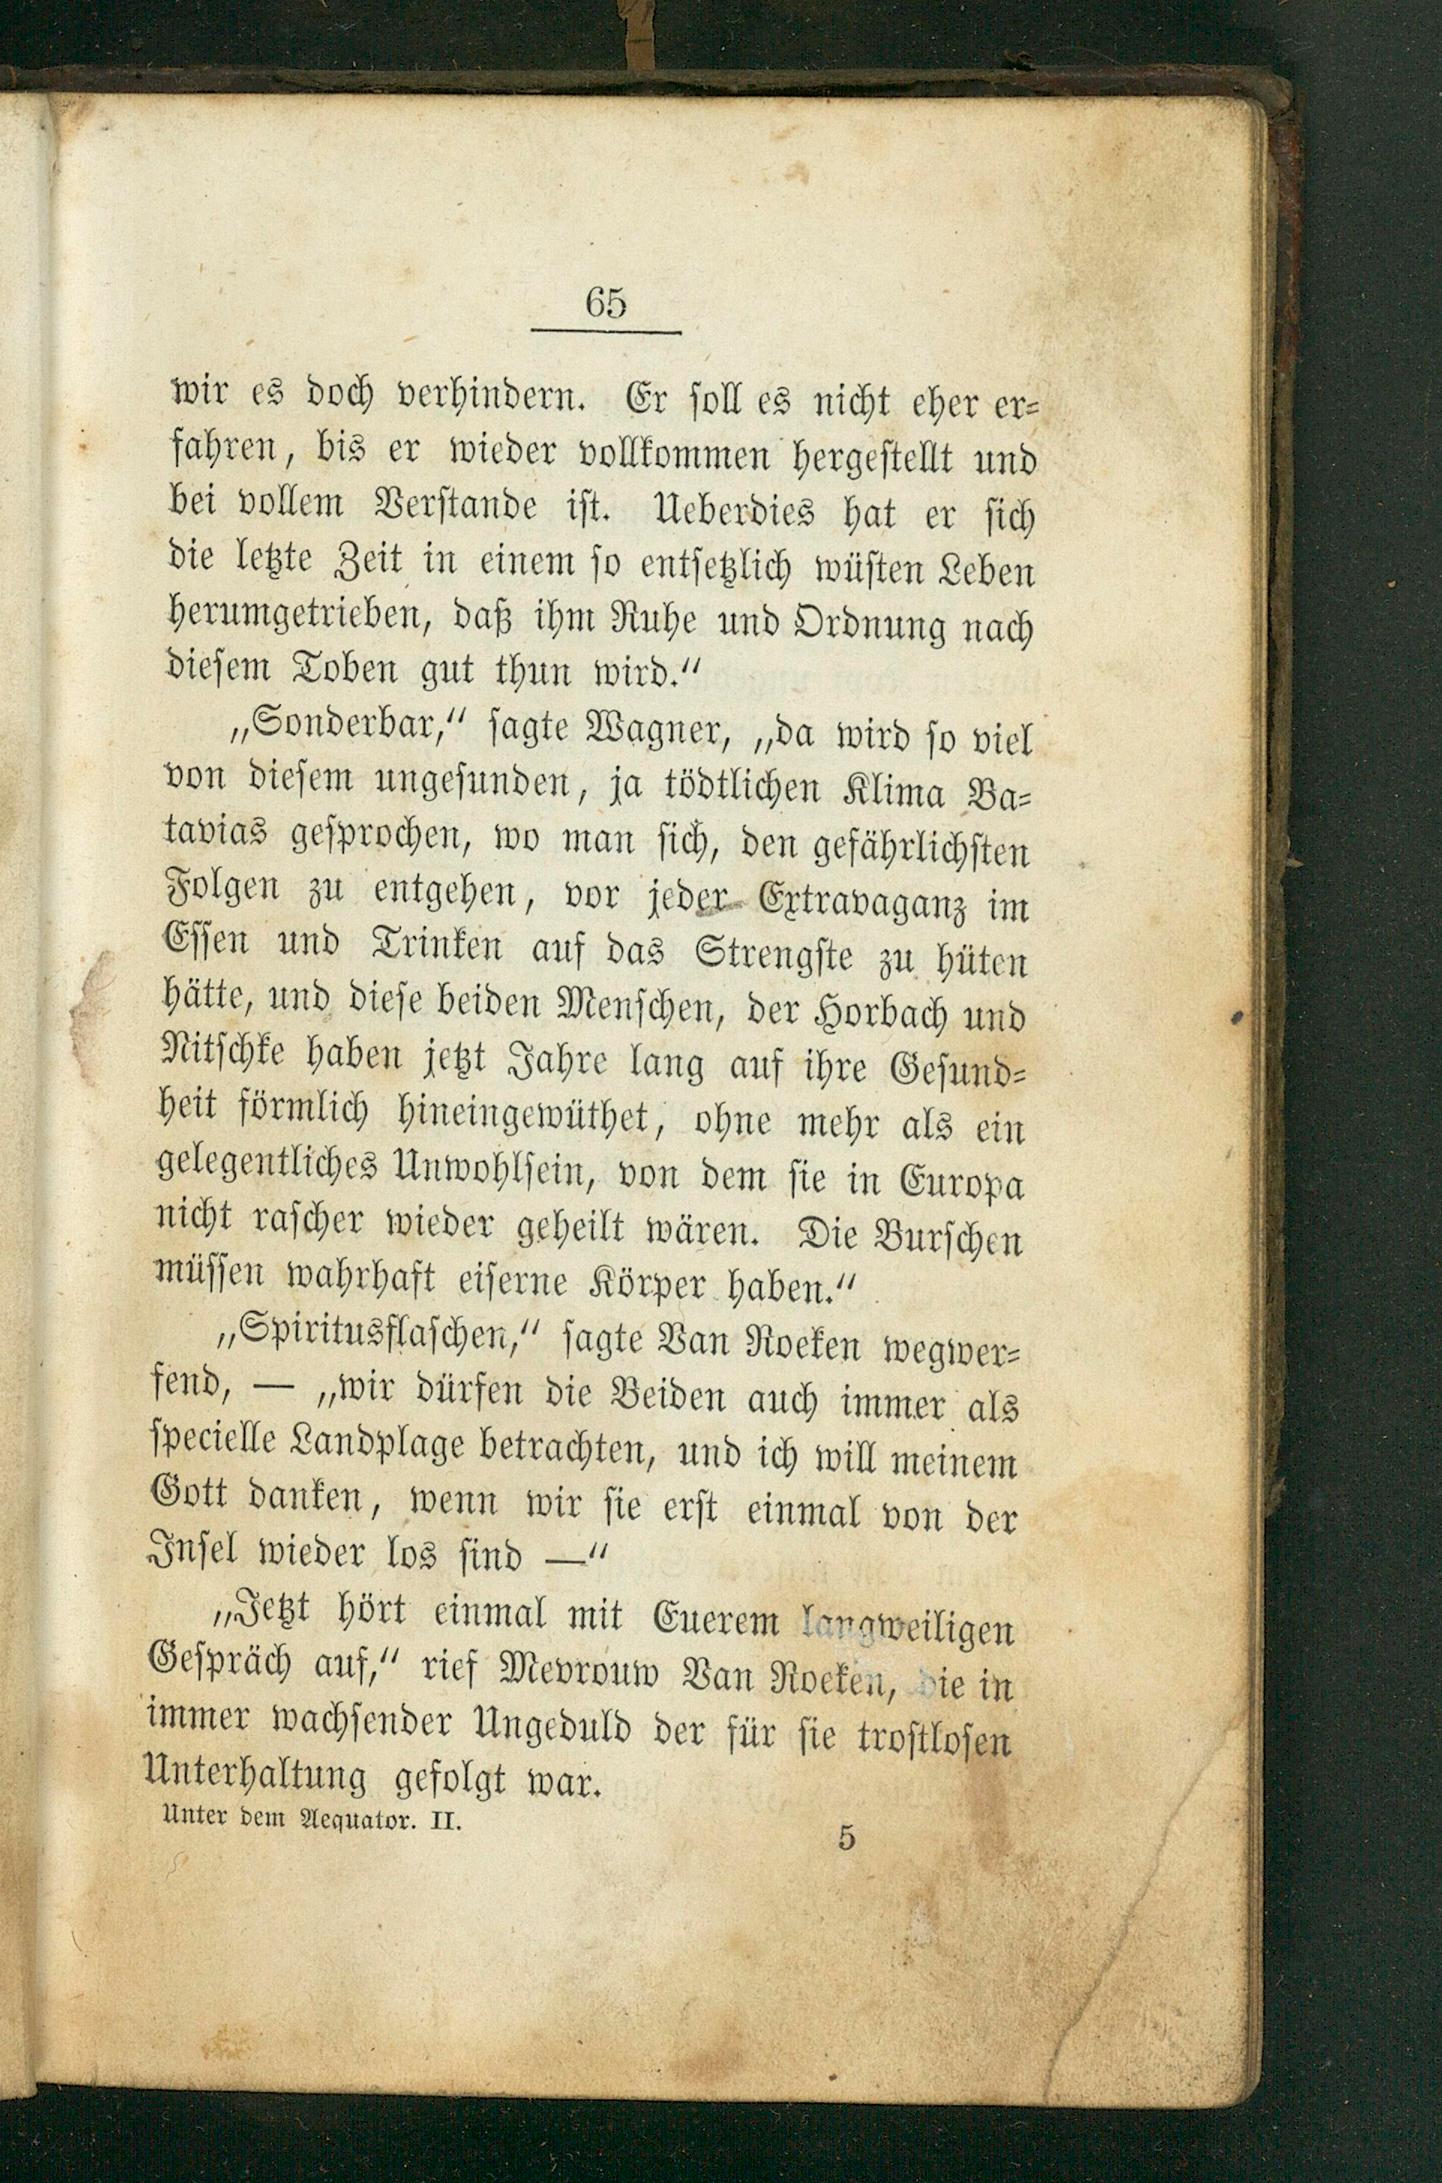 65
wir es doch verhindern. Er soll es nicht eher er=
fahren, bis er wieder vollkommen hergestellt und
bei vollem Verstande ist. Ueberdies hat er sich
die letzte Zeit in einem so entsetzlich wüsten Leben
herumgetrieben, daß ihm Ruhe und Ordnung nach
diesem Toben gut thun wird.“
„Sonderbar,“ sagte Wagner, „da wird so viel
von diesem ungesunden, ja tödtlichen Klima Ba=
tavias gesprochen, wo man sich, den gefährlichsten
Folgen zu entgehen, vor jeder Extravaganz im
Essen und Trinken auf das Strengste zu hüten
hätte, und diese beiden Menschen, der Horbach und
Nitschke haben jetzt Jahre lang auf ihre Gesund=
heit förmlich hineingewüthet, ohne mehr als ein
gelegentliches Unwohlsein, von dem sie in Europa
nicht rascher wieder geheilt wären. Die Burschen
müssen wahrhaft eiserne Körper haben.“
„Spiritusflaschen,“ sagte Van Roeken wegwer=
fend, — „wir dürfen die Beiden auch immer als
specielle Landplage betrachten, und ich will meinem
Gott danken, wenn wir sie erst einmal von der
Insel wieder los sind —“
„Jetzt hört einmal mit Euerem langweiligen
Gespräch auf,“ rief Mevrouw Van Roeken, die in
immer wachsender Ungeduld der für sie trostlosen
Unterhaltung gefolgt war.
Unter dem Aequator. II.
5